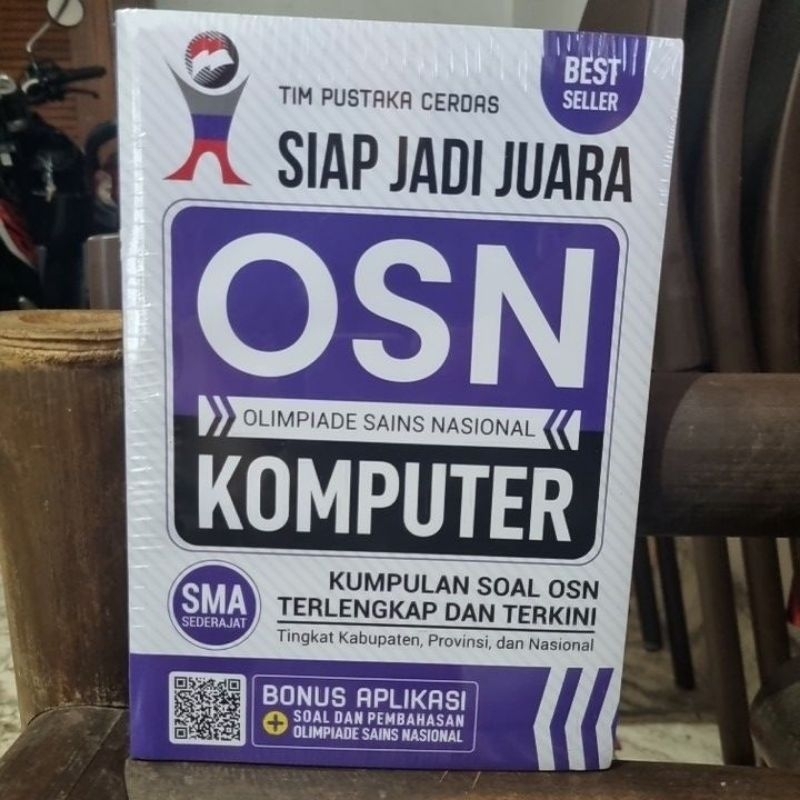 BEST
SELLER
TIM PUSTAKA CERDAS
SIAP JADI JUARA
OSN
OLIMPIADE SAINS NASIONAL
KOMPUTER
SMA
SEDERAJAT
KUMPULAN SOAL OSN
TERLENGKAP DAN TERKINI
Tingkat Kabupaten, Provinsi, dan Nasional
BONUS APLIKASI
+ SOAL DAN PEMBAHASAN
OLIMPIADE SAINS NASIONAL